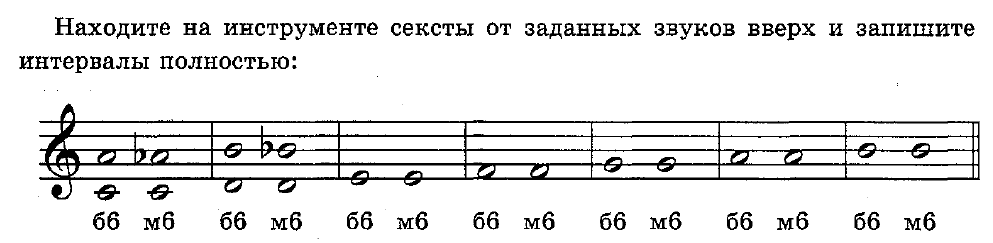 Находите на инструменте сексты от заданных звуков вверх и запишите
интервалы полностью:
б6 м6 б6 м6 б6 м6 б6 м6 б6 м6 б6 м6 б6 м6